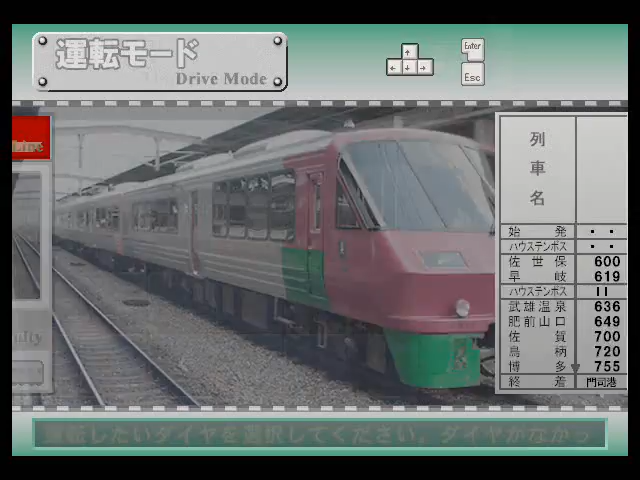 運転モード
Drive Mode
Enter
Esc
Line
列車名
始発 ・・
ハウステンボス ・・
佐世保 600
早岐 619
ハウステンボス ||
武雄温泉 636
肥前山口 649
佐賀 700
鳥栖 720
博多 755
終着 門司港
運転したいダイヤを選択してください。ダイヤがなかっ